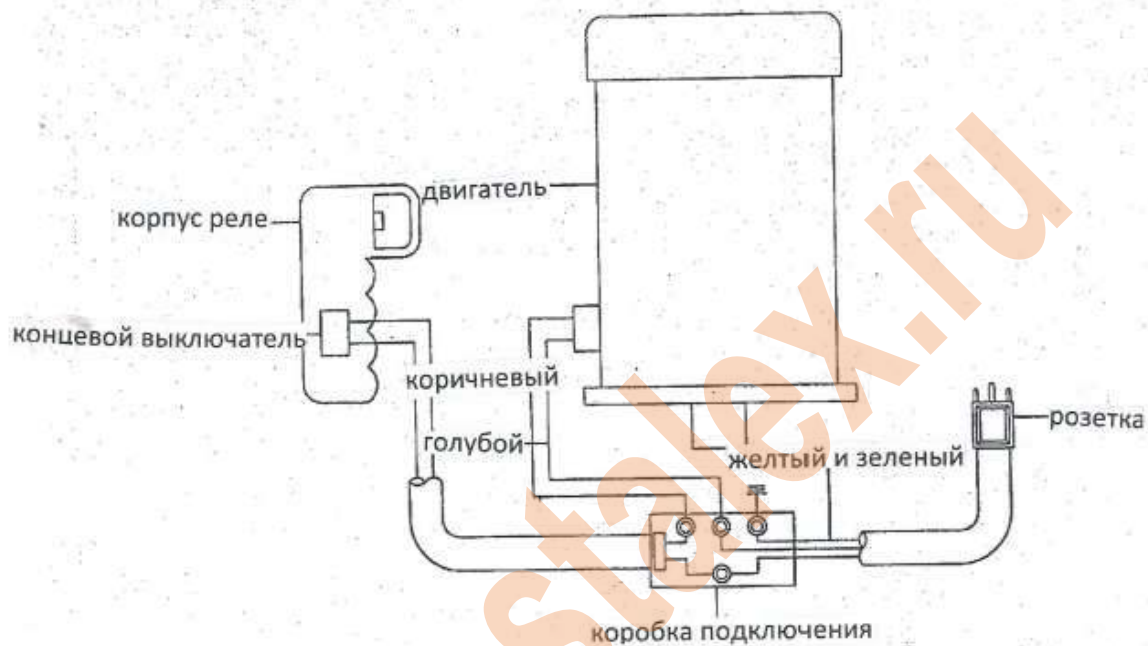 двигатель
корпус реле
концевой выключатель
коричневый
голубой
желтый и зеленый
розетка
коробка подключения
stalex.ru